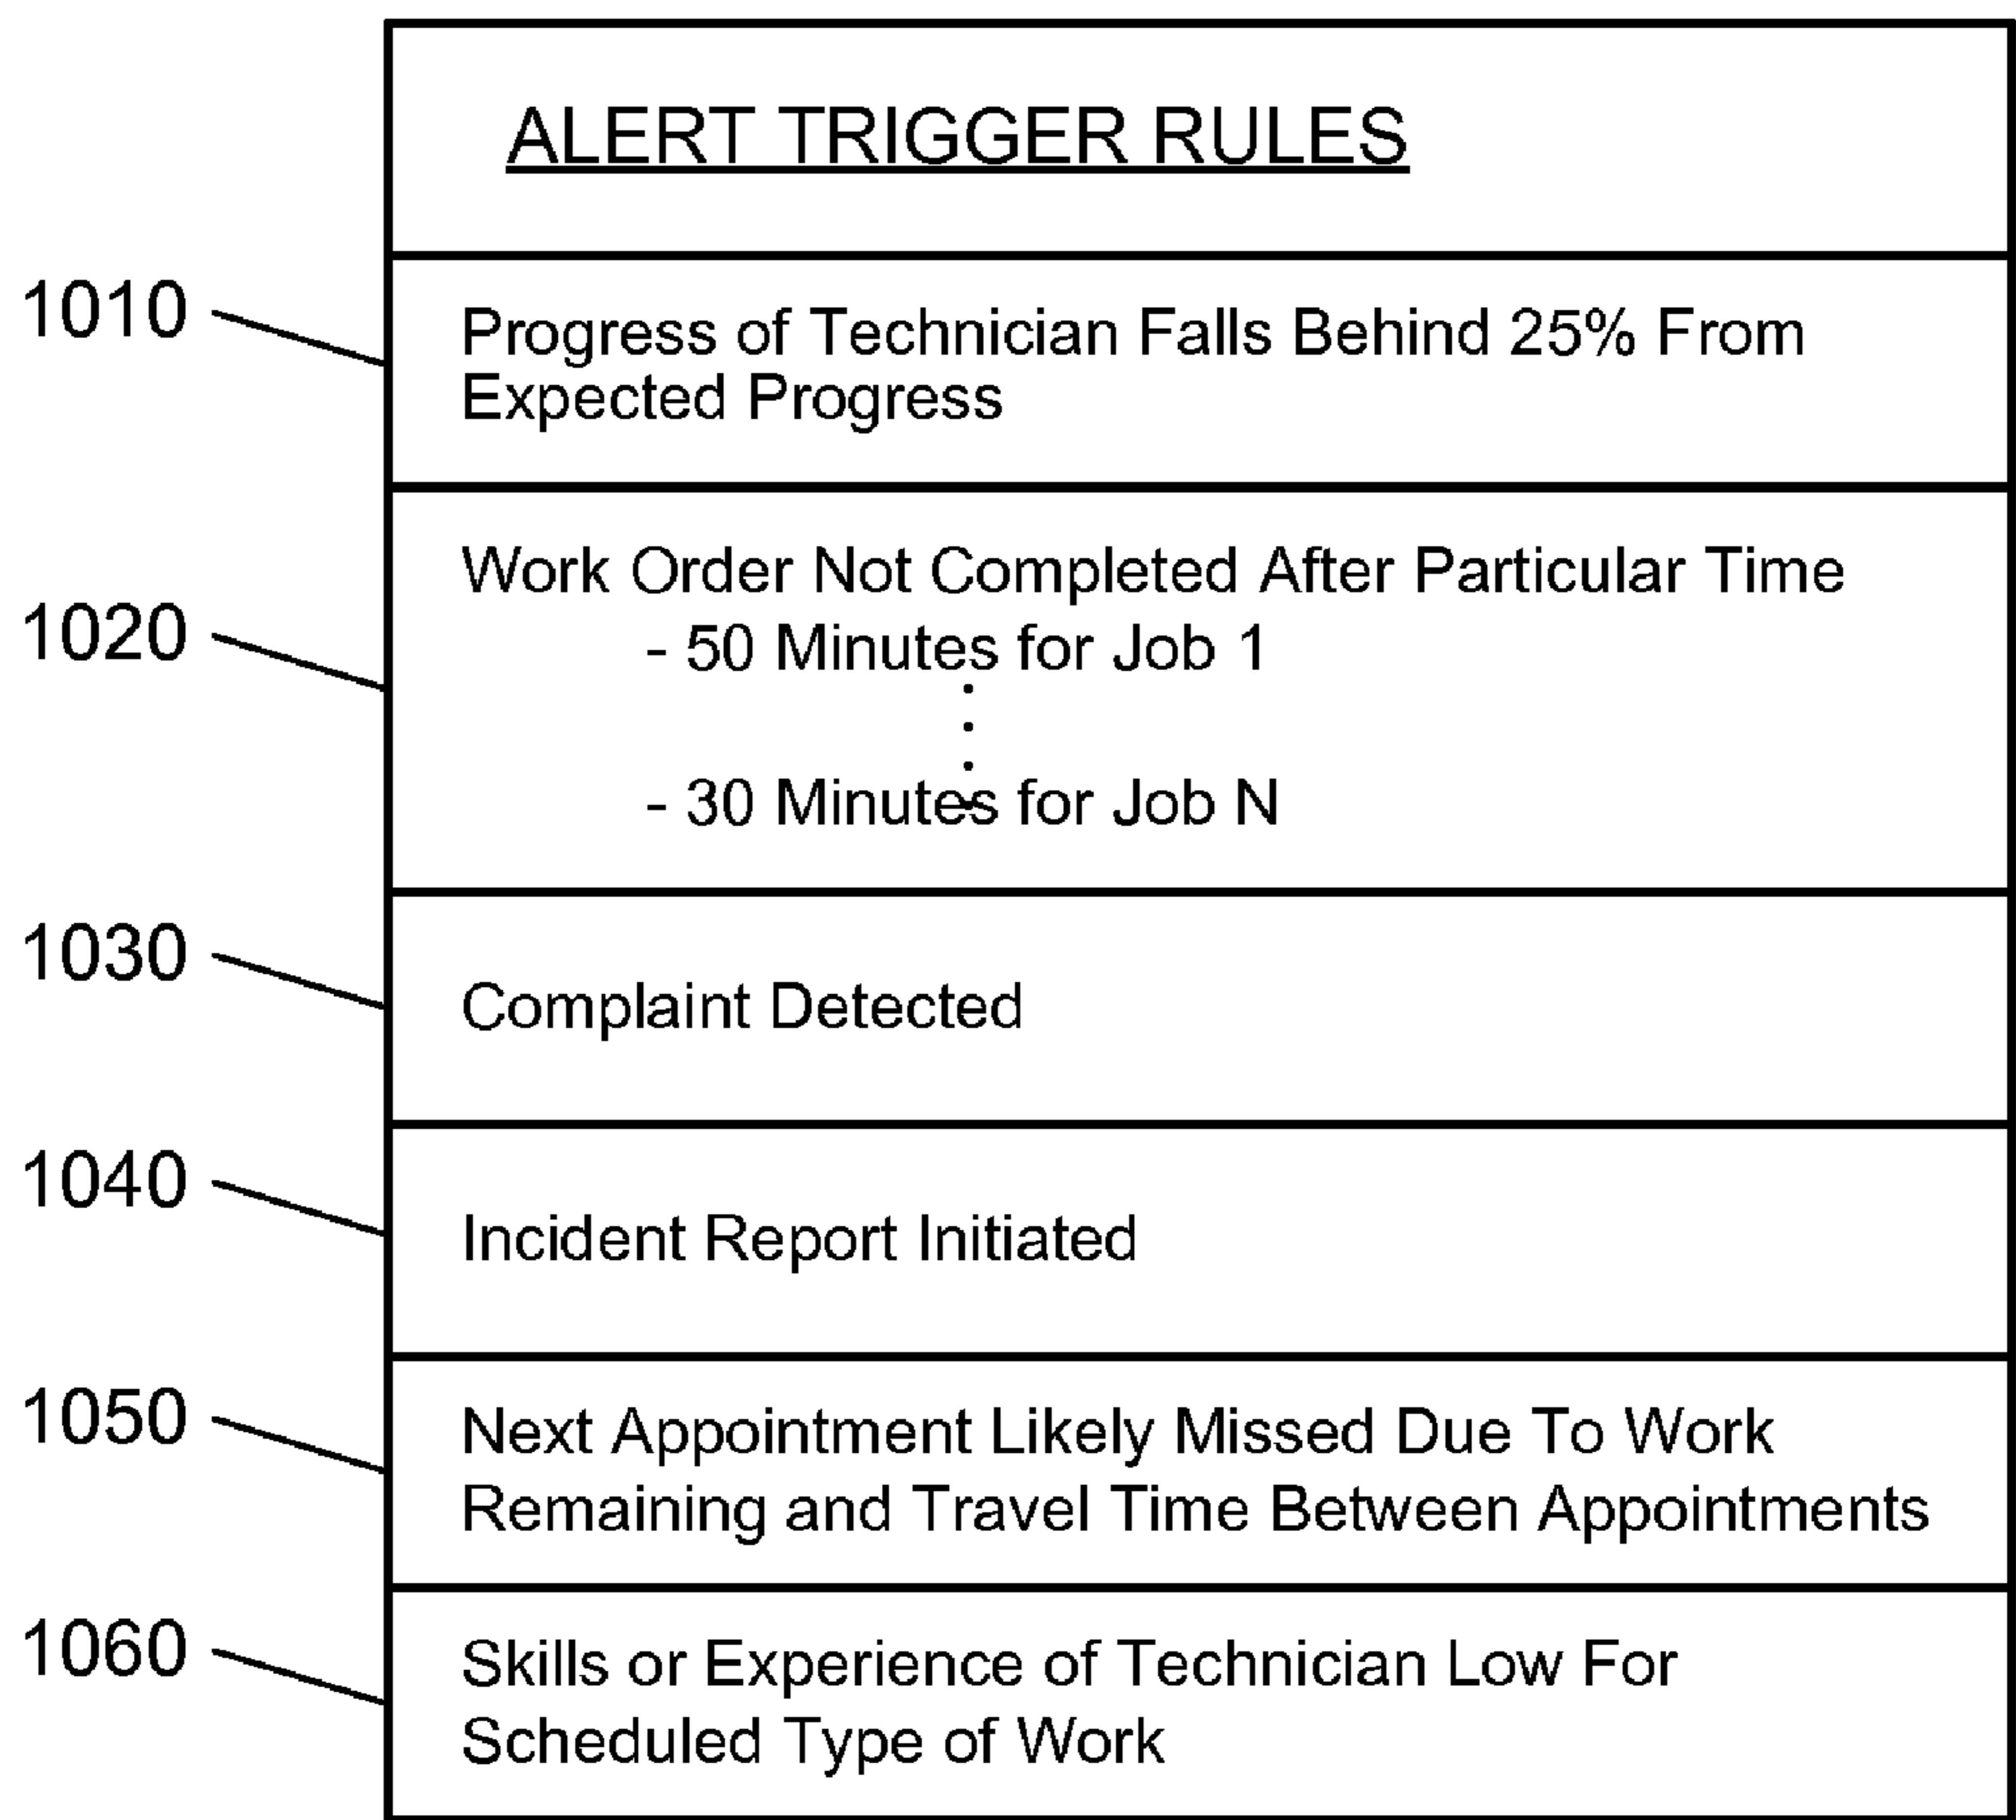 ALERT TRIGGER RULES
1010
Progress of Technician Falls Behind 25% From
Expected Progress
1020
Work Order Not Completed After Particular Time
- 50 Minutes for Job 1
- 30 Minutes for Job N
1030
Complaint Detected
1040
Incident Report Initiated
1050
Next Appointment Likely Missed Due To Work
Remaining and Travel Time Between Appointments
1060
Skills or Experience of Technician Low For
Scheduled Type of Work